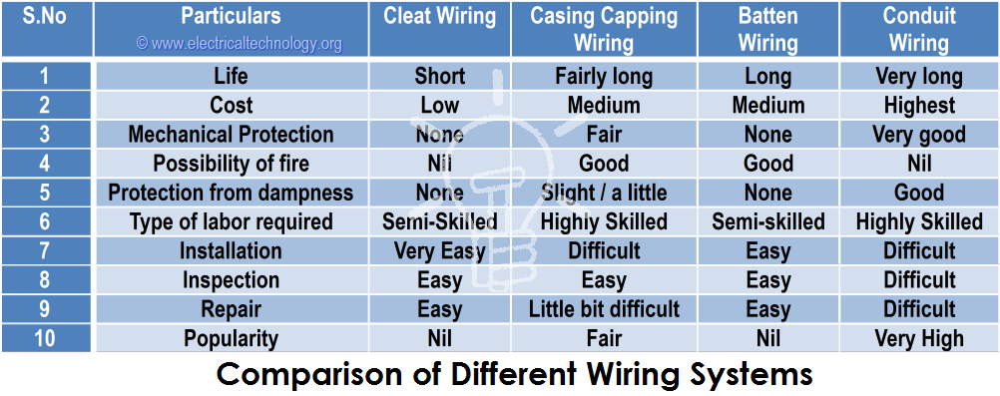 S.No Particulars Cleat Wiring Casing Capping Wiring Batten Wiring Conduit Wiring
© www.electricaltechnology.org
1 Life Short Fairly long Long Very long
2 Cost Low Medium Medium Highest
3 Mechanical Protection None Fair None Very good
4 Possibility of fire Nil Good Good Nil
5 Protection from dampness None Slight / a little None Good
6 Type of labor required Semi-Skilled Highly Skilled Semi-skilled Highly Skilled
7 Installation Very Easy Difficult Easy Difficult
8 Inspection Easy Easy Easy Difficult
9 Repair Easy Little bit difficult Easy Difficult
10 Popularity Nil Fair Nil Very High
Comparison of Different Wiring Systems